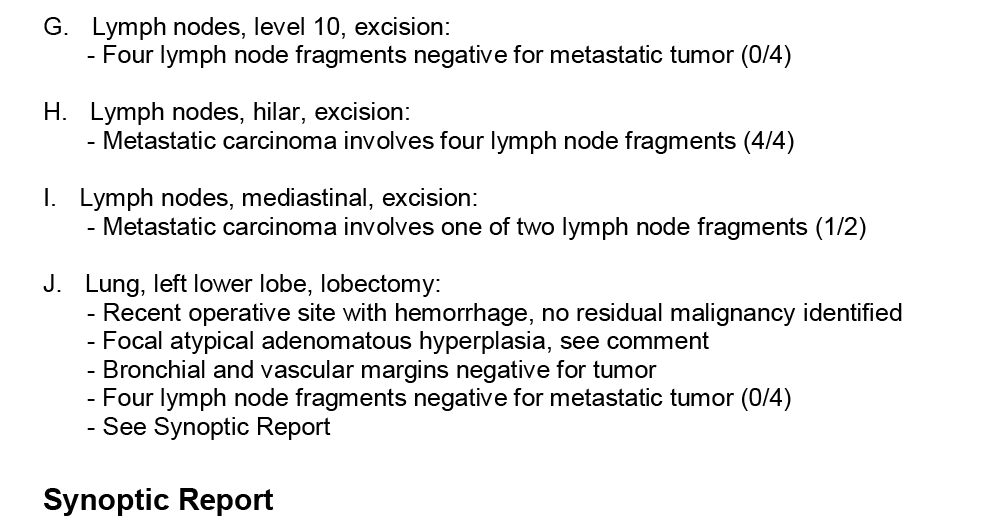 G. Lymph nodes, level 10, excision:
- Four lymph node fragments negative for metastatic tumor (0/4)
H. Lymph nodes, hilar, excision:
- Metastatic carcinoma involves four lymph node fragments (4/4)
I. Lymph nodes, mediastinal, excision:
- Metastatic carcinoma involves one of two lymph node fragments (1/2)
J. Lung, left lower lobe, lobectomy:
- Recent operative site with hemorrhage, no residual malignancy identified
- Focal atypical adenomatous hyperplasia, see comment
- Bronchial and vascular margins negative for tumor
- Four lymph node fragments negative for metastatic tumor (0/4)
- See Synoptic Report
Synoptic Report